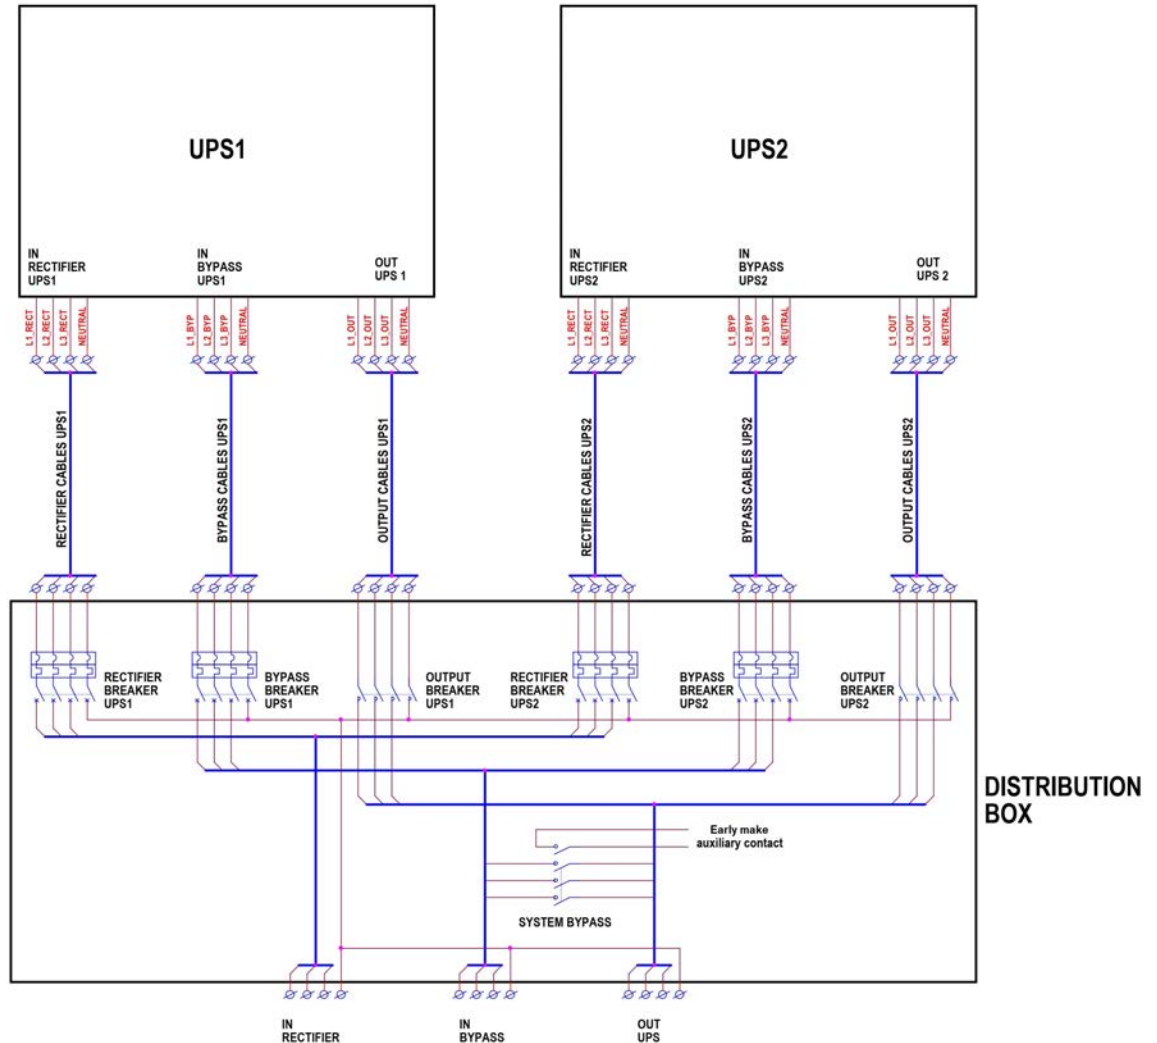 UPS1
UPS2
IN
RECTIFIER
UPS1
IN
BYPASS
UPS1
OUT
UPS 1
IN
RECTIFIER
UPS2
IN
BYPASS
UPS2
OUT
UPS 2
L1_RECT
L2_RECT
L3_RECT
NEUTRAL
L1_BYP
L2_BYP
L3_BYP
NEUTRAL
L1_OUT
L2_OUT
L3_OUT
NEUTRAL
L1_RECT
L2_RECT
L3_RECT
NEUTRAL
L1_BYP
L2_BYP
L3_BYP
NEUTRAL
L1_OUT
L2_OUT
L3_OUT
NEUTRAL
RECTIFIER CABLES UPS1
BYPASS CABLES UPS1
OUTPUT CABLES UPS1
RECTIFIER CABLES UPS2
BYPASS CABLES UPS2
OUTPUT CABLES UPS2
RECTIFIER
BREAKER
UPS1
BYPASS
BREAKER
UPS1
OUTPUT
BREAKER
UPS1
RECTIFIER
BREAKER
UPS2
BYPASS
BREAKER
UPS2
OUTPUT
BREAKER
UPS2
DISTRIBUTION
BOX
Early make
auxiliary contact
SYSTEM BYPASS
IN
RECTIFIER
IN
BYPASS
OUT
UPS